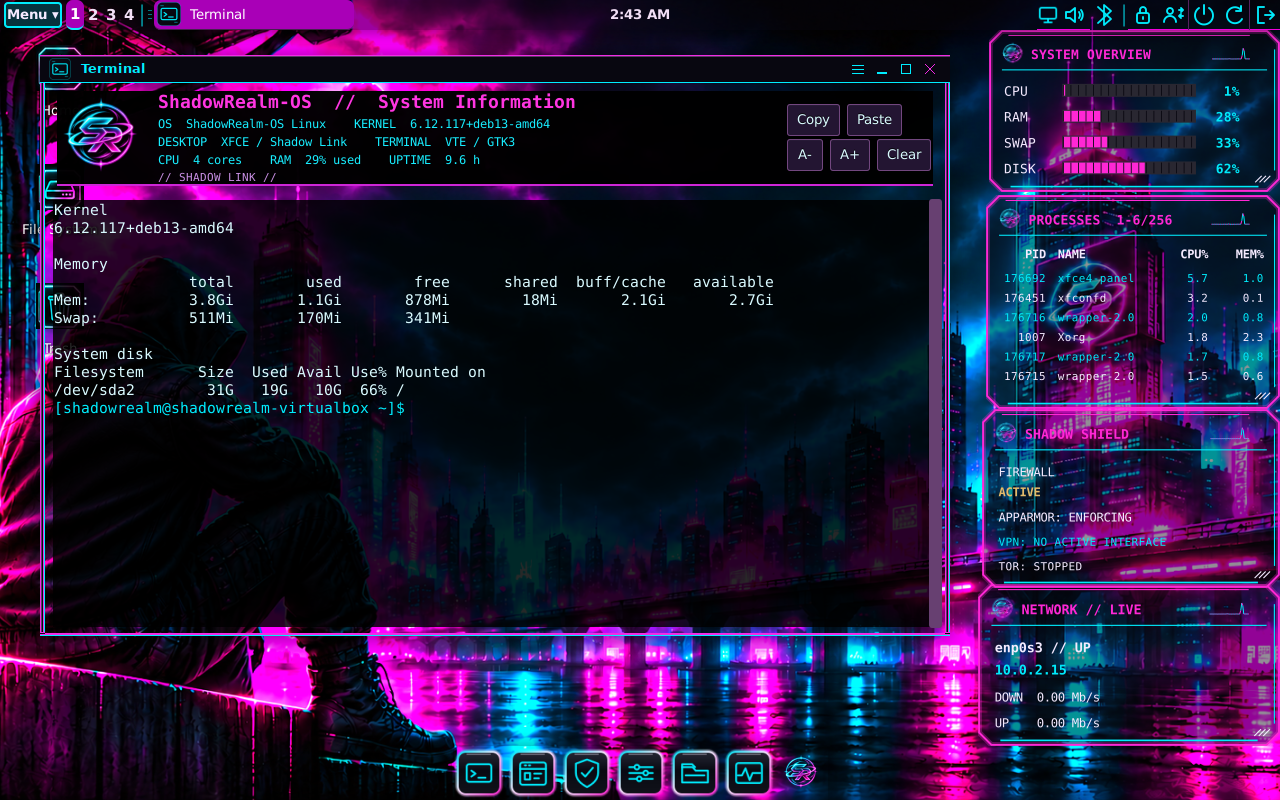 Menu ▾ 1 2 3 4 Terminal 2:43 AM
Terminal
ShadowRealm-OS // System Information
OS ShadowRealm-OS Linux KERNEL 6.12.117+deb13-amd64
DESKTOP XFCE / Shadow Link TERMINAL VTE / GTK3
CPU 4 cores RAM 29% used UPTIME 9.6 h
// SHADOW LINK //
Copy Paste
A- A+ Clear
Kernel
6.12.117+deb13-amd64
Memory
total used free shared buff/cache available
Mem: 3.8Gi 1.1Gi 878Mi 18Mi 2.1Gi 2.7Gi
Swap: 511Mi 170Mi 341Mi
System disk
Filesystem Size Used Avail Use% Mounted on
/dev/sda2 31G 19G 10G 66% /
[shadowrealm@shadowrealm-virtualbox ~]$
SYSTEM OVERVIEW
CPU 1%
RAM 28%
SWAP 33%
DISK 62%
PROCESSES 1-6/256
PID NAME CPU% MEM%
176692 xfce4-panel 5.7 1.0
176451 xfconfd 3.2 0.1
176716 wrapper-2.0 2.0 0.8
1007 Xorg 1.8 2.3
176717 wrapper-2.0 1.7 0.8
176715 wrapper-2.0 1.5 0.6
SHADOW SHIELD
FIREWALL
ACTIVE
APPARMOR: ENFORCING
VPN: NO ACTIVE INTERFACE
TOR: STOPPED
NETWORK // LIVE
enp0s3 // UP
10.0.2.15
DOWN 0.00 Mb/s
UP 0.00 Mb/s